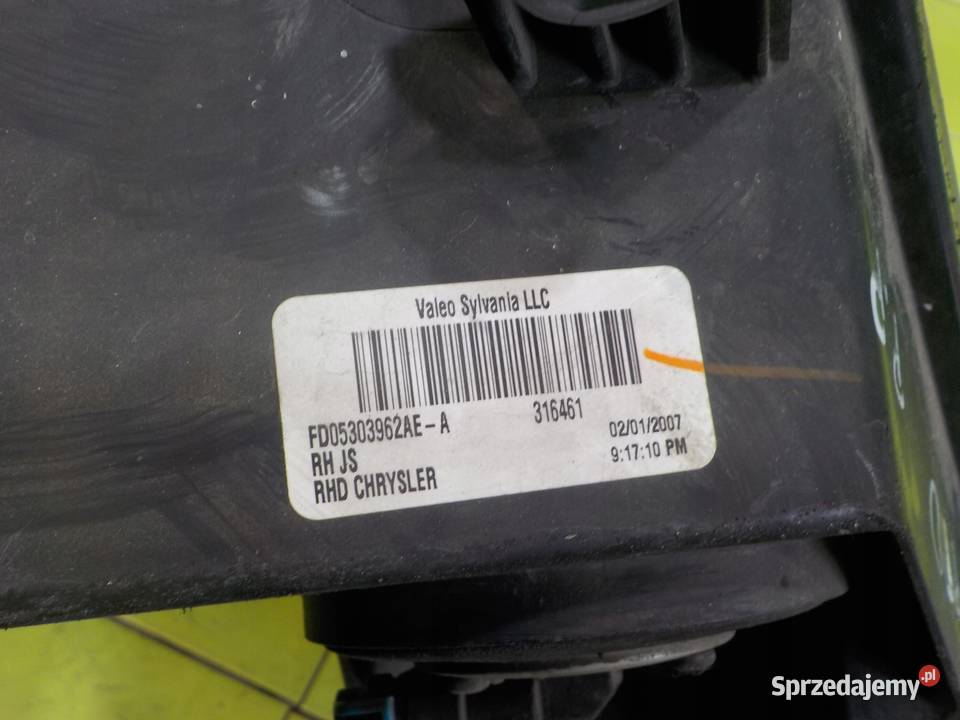 Valeo Sylvania LLC
FD05303962AE-A 316461
RH JS 02/01/2007
RHD CHRYSLER 9:17:10 PM
Sprzedajemy.pl